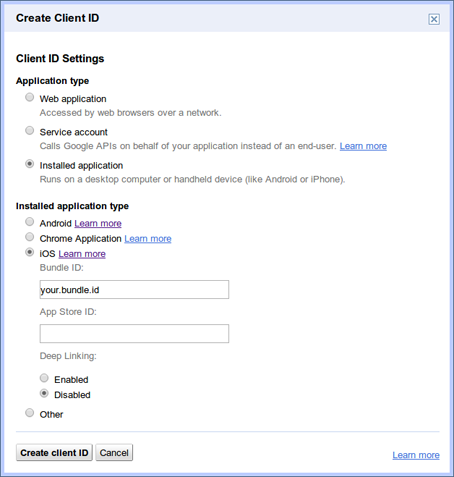 Create Client ID
Client ID Settings
Application type
Web application
Accessed by web browsers over a network.
Service account
Calls Google APIs on behalf of your application instead of an end-user. Learn more
Installed application
Runs on a desktop computer or handheld device (like Android or iPhone).
Installed application type
Android Learn more
Chrome Application Learn more
iOS Learn more
Bundle ID:
your.bundle.id
App Store ID:
Deep Linking:
Enabled
Disabled
Other
Create client ID Cancel Learn more